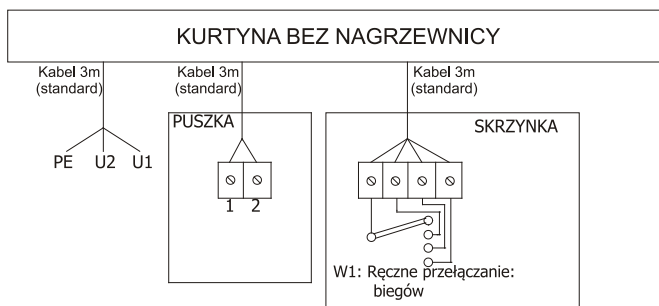 KURTYNA BEZ NAGRZEWNICY
Kabel 3m
(standard)
Kabel 3m
(standard)
Kabel 3m
(standard)
PUSZKA
SKRZYNKA
PE U2 U1
1 2
W1: Ręczne przełączanie:
biegów